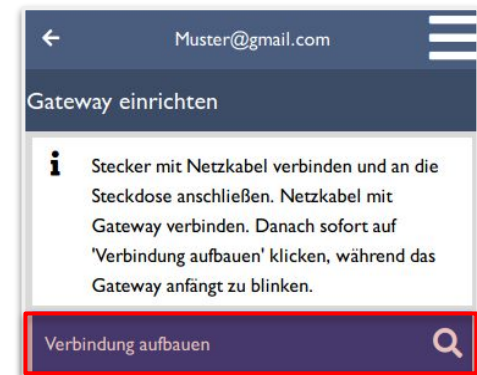 Muster@gmail.com
Gateway einrichten
Stecker mit Netzkabel verbinden und an die
Steckdose anschließen. Netzkabel mit
Gateway verbinden. Danach sofort auf
'Verbindung aufbauen' klicken, während das
Gateway anfängt zu blinken.
Verbindung aufbauen